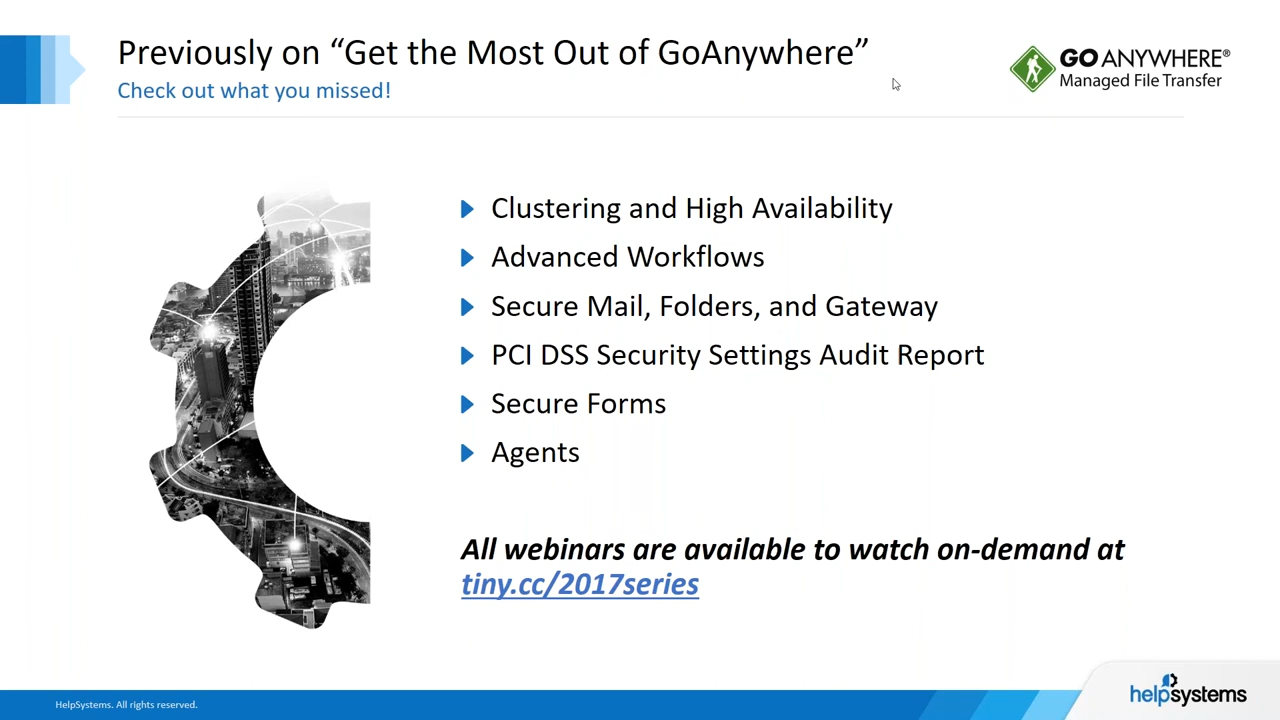 Previously on “Get the Most Out of GoAnywhere”
Check out what you missed!
GO ANYWHERE®
Managed File Transfer
Clustering and High Availability
Advanced Workflows
Secure Mail, Folders, and Gateway
PCI DSS Security Settings Audit Report
Secure Forms
Agents
All webinars are available to watch on-demand at
tiny.cc/2017series
HelpSystems. All rights reserved.
helpsystems